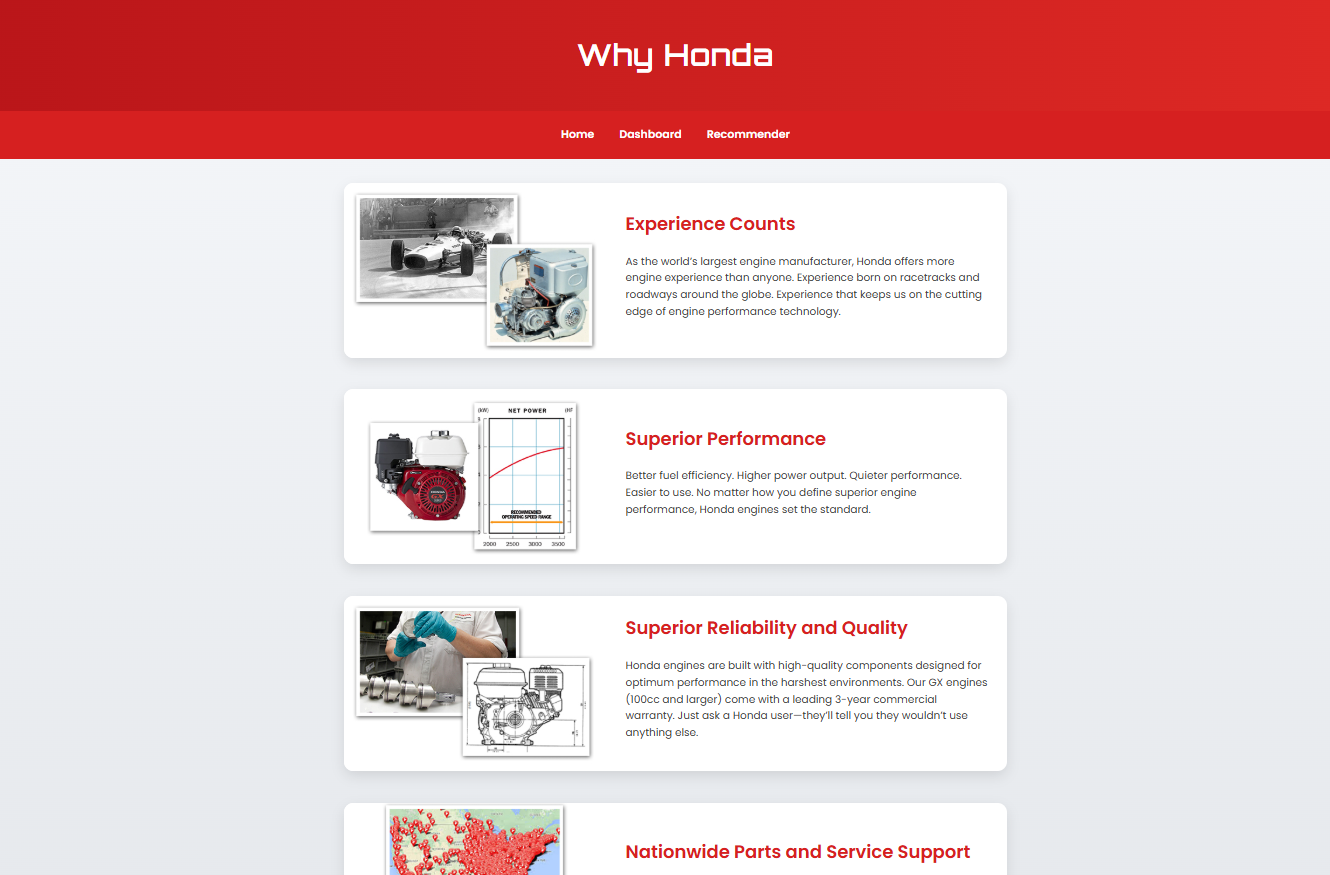 Why Honda
Home Dashboard Recommender
Experience Counts
As the world’s largest engine manufacturer, Honda offers more
engine experience than anyone. Experience born on racetracks and
roadways around the globe. Experience that keeps us on the cutting
edge of engine performance technology.
(kW) NET POWER (HF
RECOMMENDED
OPERATING SPEED RANGE
2000 2500 3000 3500
HONDA
Superior Performance
Better fuel efficiency. Higher power output. Quieter performance.
Easier to use. No matter how you define superior engine
performance, Honda engines set the standard.
Superior Reliability and Quality
Honda engines are built with high-quality components designed for
optimum performance in the harshest environments. Our GX engines
(100cc and larger) come with a leading 3-year commercial
warranty. Just ask a Honda user—they’ll tell you they wouldn’t use
anything else.
Nationwide Parts and Service Support